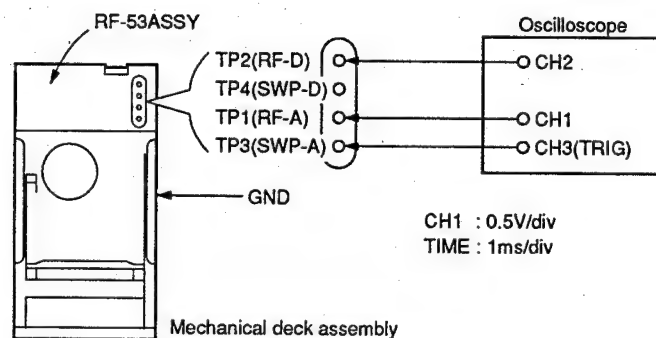 RF-53ASSY
Oscilloscope
TP2(RF-D)
CH2
TP4(SWP-D)
TP1(RF-A)
CH1
TP3(SWP-A)
CH3(TRIG)
GND
CH1 : 0.5V/div
TIME : 1ms/div
Mechanical deck assembly